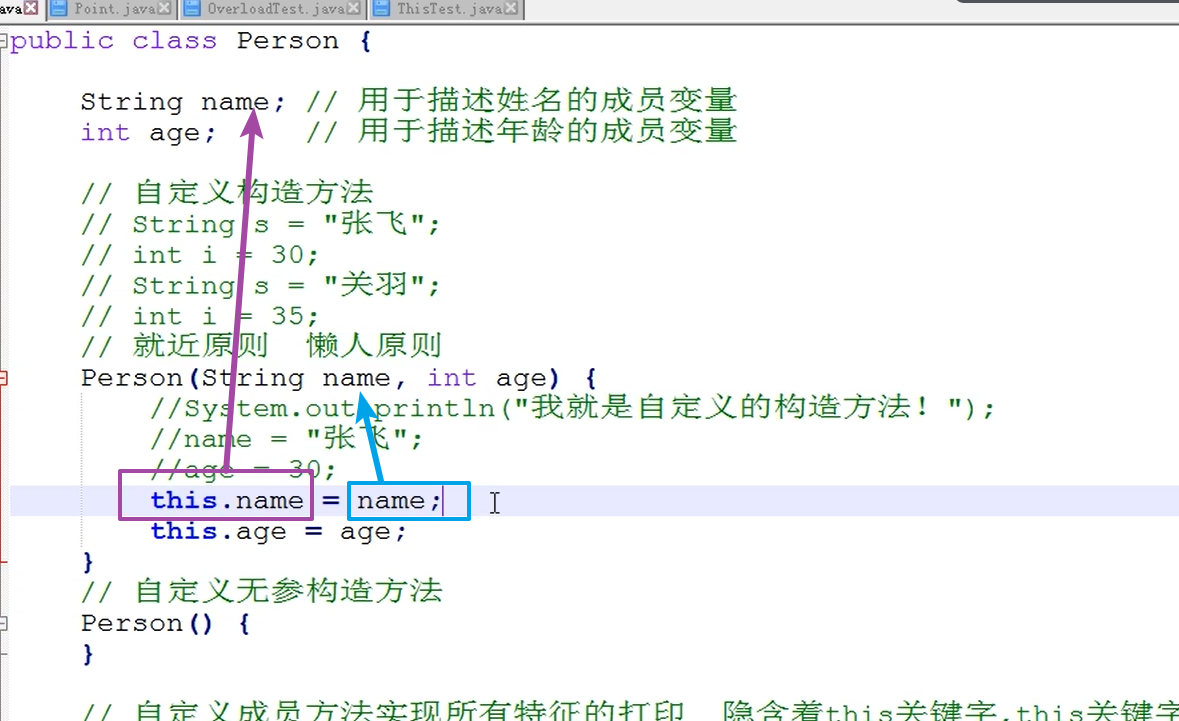 ava Point.java OverloadTest.java ThisTest.java
public class Person {
String name; // 用于描述姓名的成员变量
int age; // 用于描述年龄的成员变量
// 自定义构造方法
// String s = "张飞";
// int i = 30;
// String s = "关羽";
// int i = 35;
// 就近原则 懒人原则
Person(String name, int age) {
//System.out.println("我就是自定义的构造方法！");
//name = "张飞";
//age = 30;
this.name = name;
this.age = age;
}
// 自定义无参构造方法
Person() {
}
// 自定义成员方法实现所有特征的打印 隐含着this关键字,this关键字